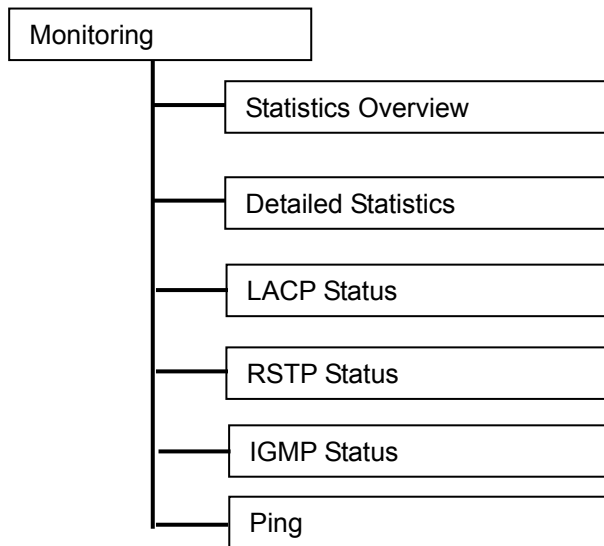 Monitoring
Statistics Overview
Detailed Statistics
LACP Status
RSTP Status
IGMP Status
Ping